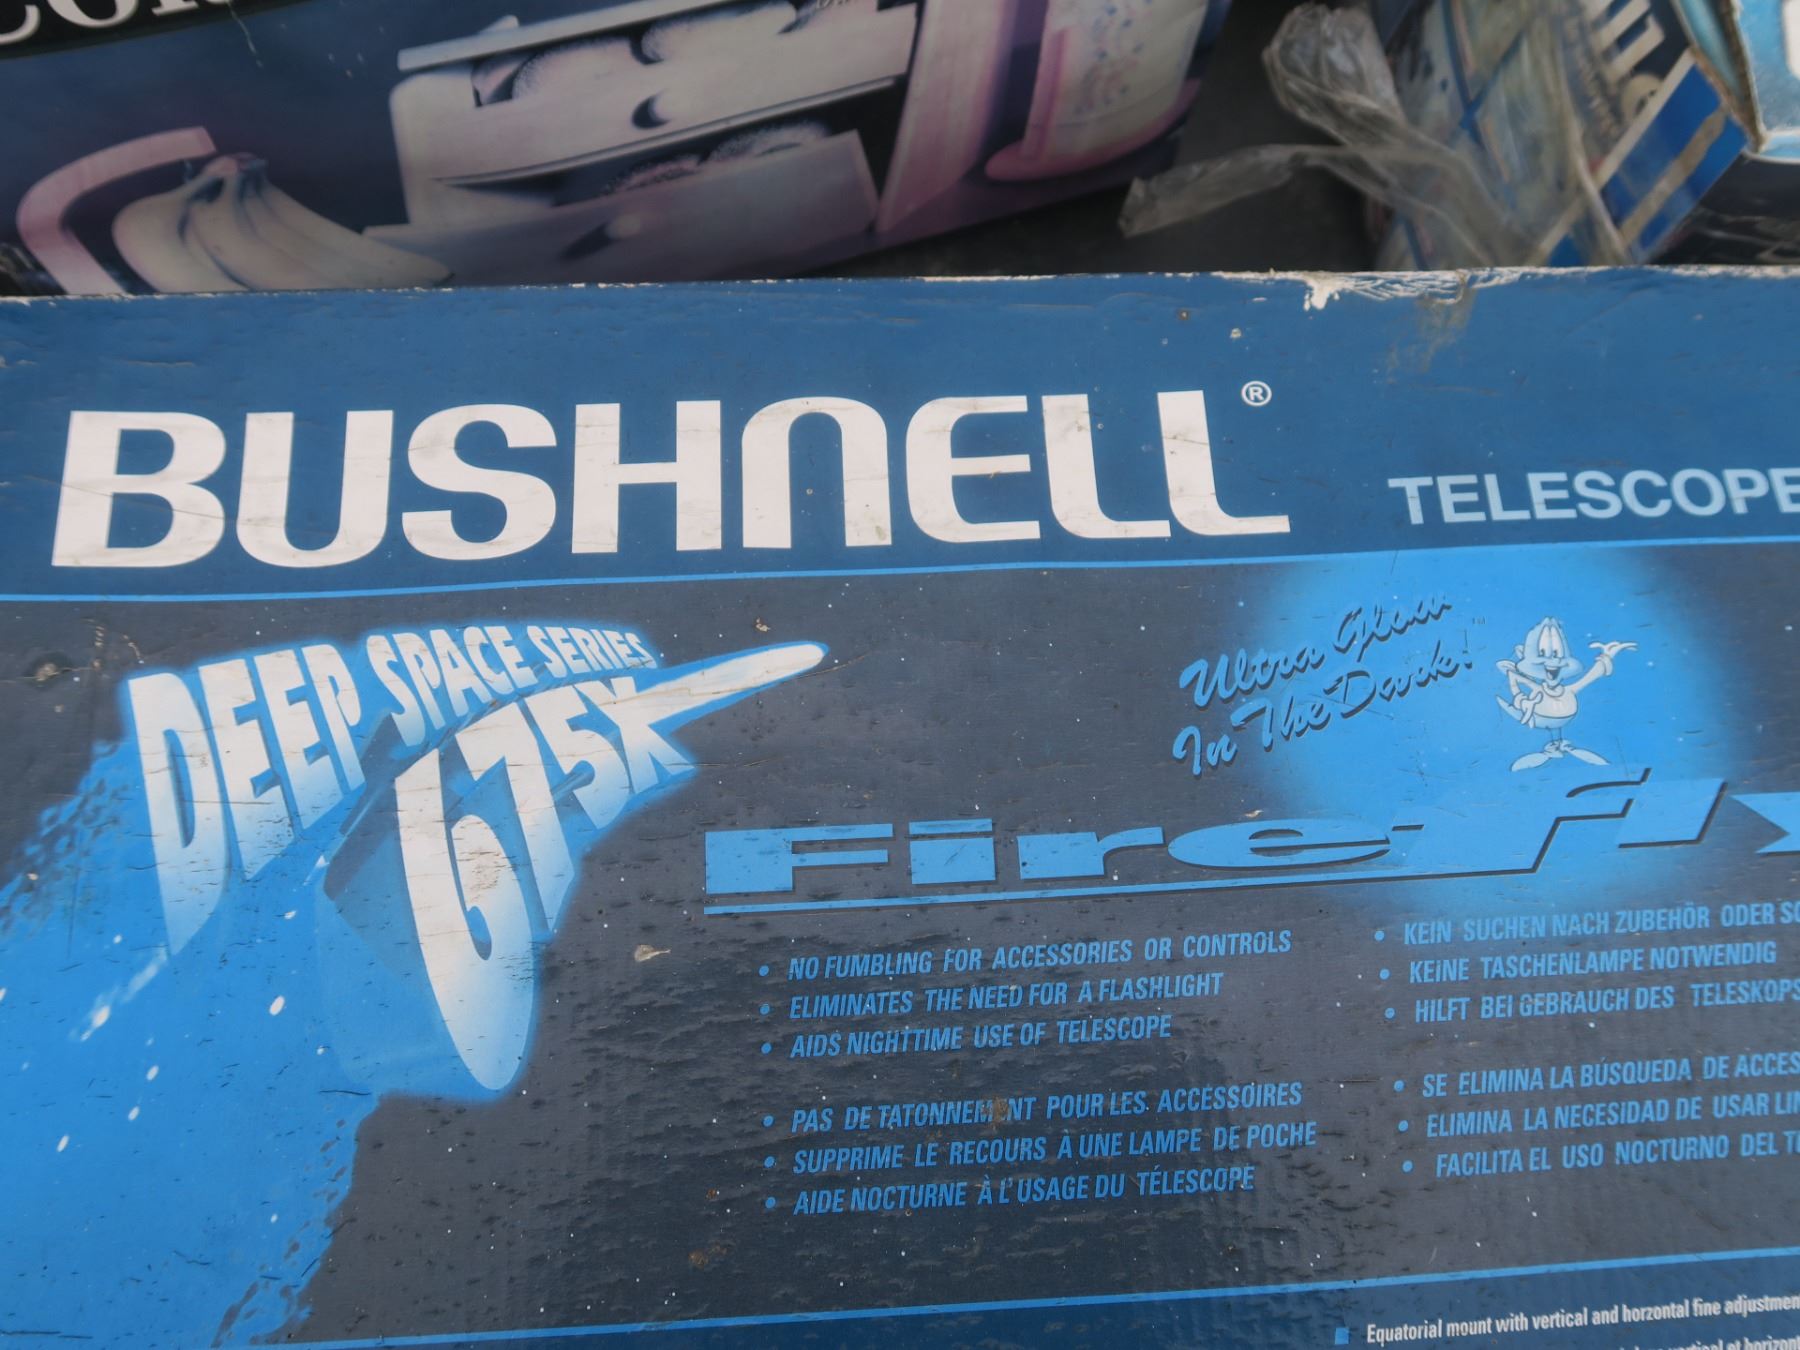 BUSHNELL®
TELESCOPE
DEEP SPACE SERIES
675X
Ultra Glow
In The Dark!™
Firefly
• NO FUMBLING FOR ACCESSORIES OR CONTROLS
• ELIMINATES THE NEED FOR A FLASHLIGHT
• AIDS NIGHTTIME USE OF TELESCOPE
• PAS DE TATONNEMENT POUR LES ACCESSOIRES
• SUPPRIME LE RECOURS À UNE LAMPE DE POCHE
• AIDE NOCTURNE À L'USAGE DU TÉLESCOPE
• KEIN SUCHEN NACH ZUBEHÖR ODER
• KEINE TASCHENLAMPE NOTWENDIG
• HILFT BEI GEBRAUCH DES TELESKOPS
• SE ELIMINA LA BÚSQUEDA DE
• ELIMINA LA NECESIDAD DE USAR
• FACILITA EL USO NOCTURNO DEL
Equatorial mount with vertical and horzontal fine